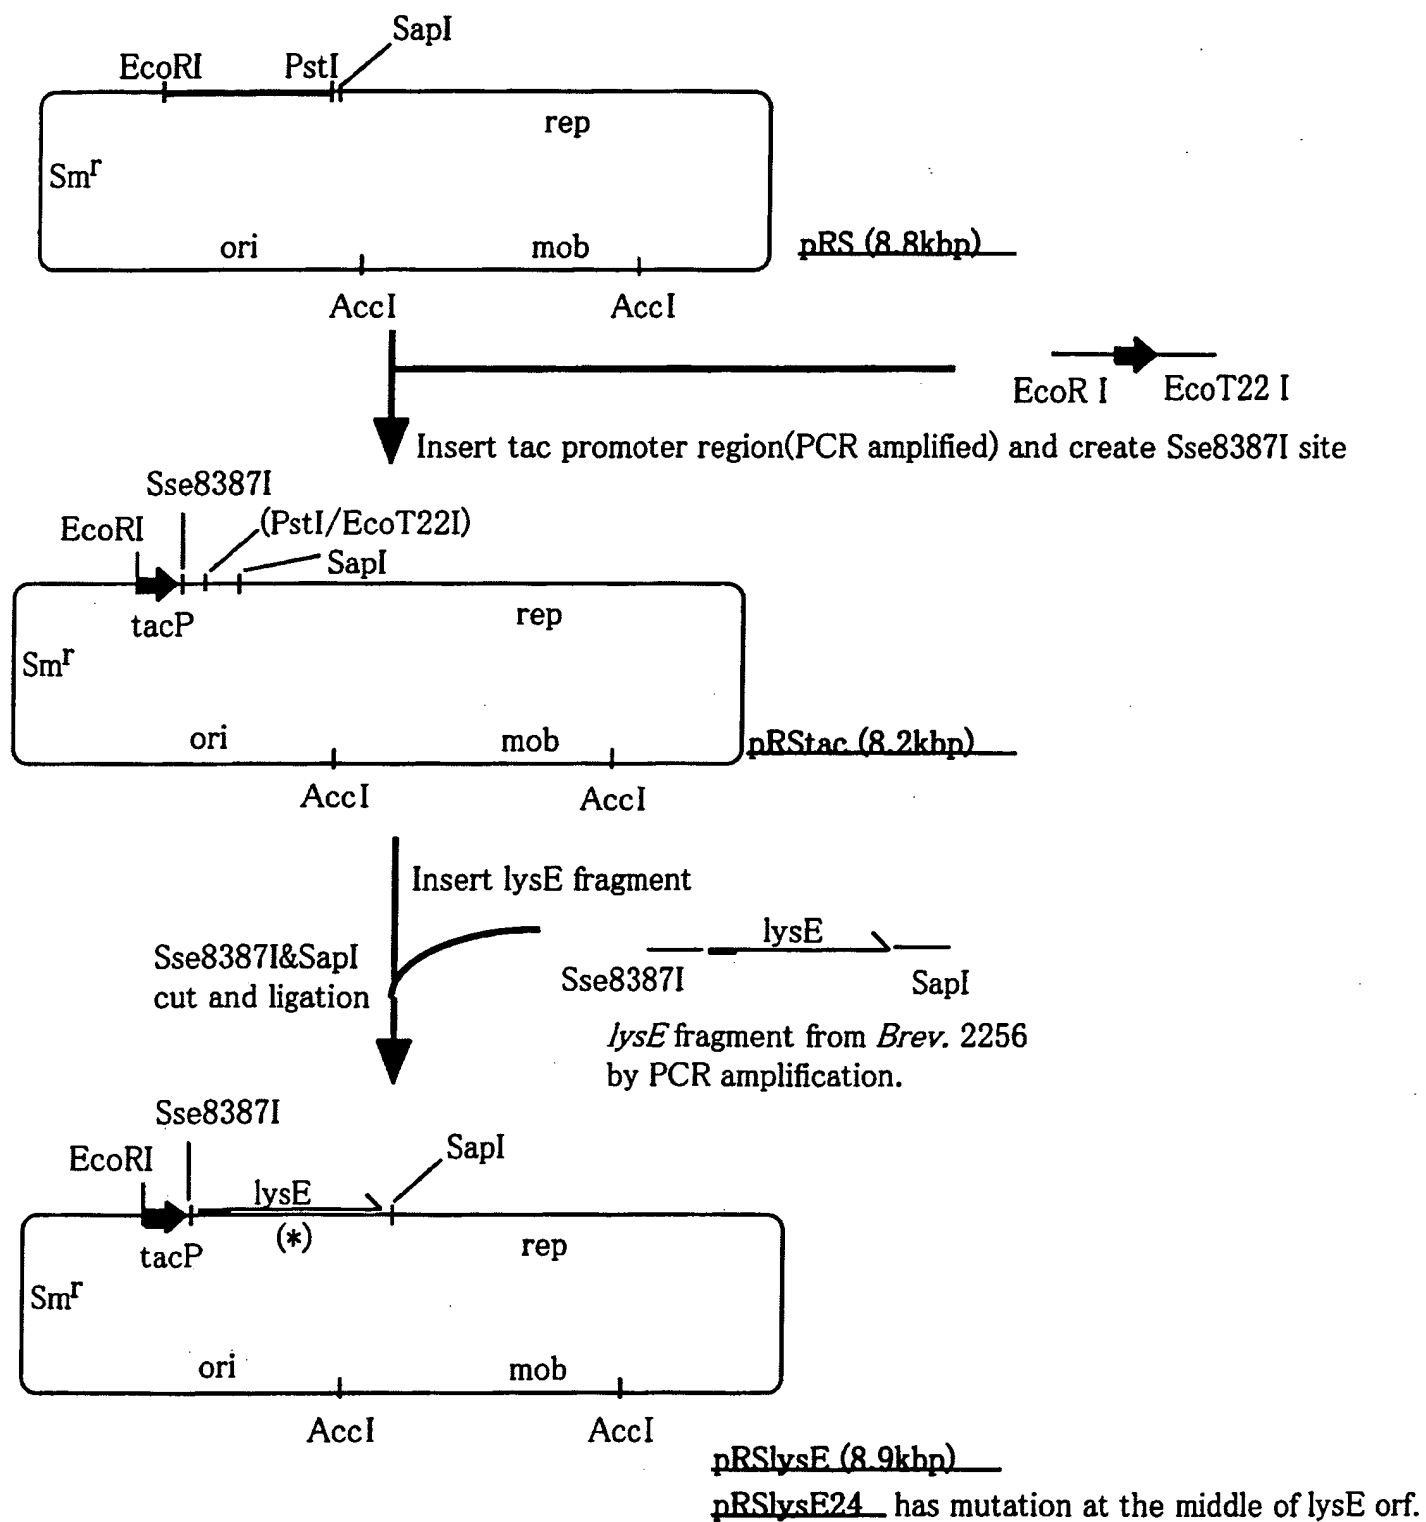 SapI
EcoRI PstI
rep
Smr
ori mob
pRS (8.8kbp)
AccI AccI
EcoR I EcoT22 I
Insert tac promoter region(PCR amplified) and create Sse8387I site
Sse8387I
(PstI/EcoT22I)
EcoRI
SapI
tacP
rep
Smr
ori mob
pRStac (8.2kbp)
AccI AccI
Insert lysE fragment
lysE
Sse8387I&SapI
cut and ligation
Sse8387I SapI
lysE fragment from Brev. 2256
by PCR amplification.
Sse8387I
SapI
EcoRI
lysE
(*)
tacP
rep
Smr
ori mob
AccI AccI
pRSlysE (8.9kbp)
pRSlysE24 has mutation at the middle of lysE orf.